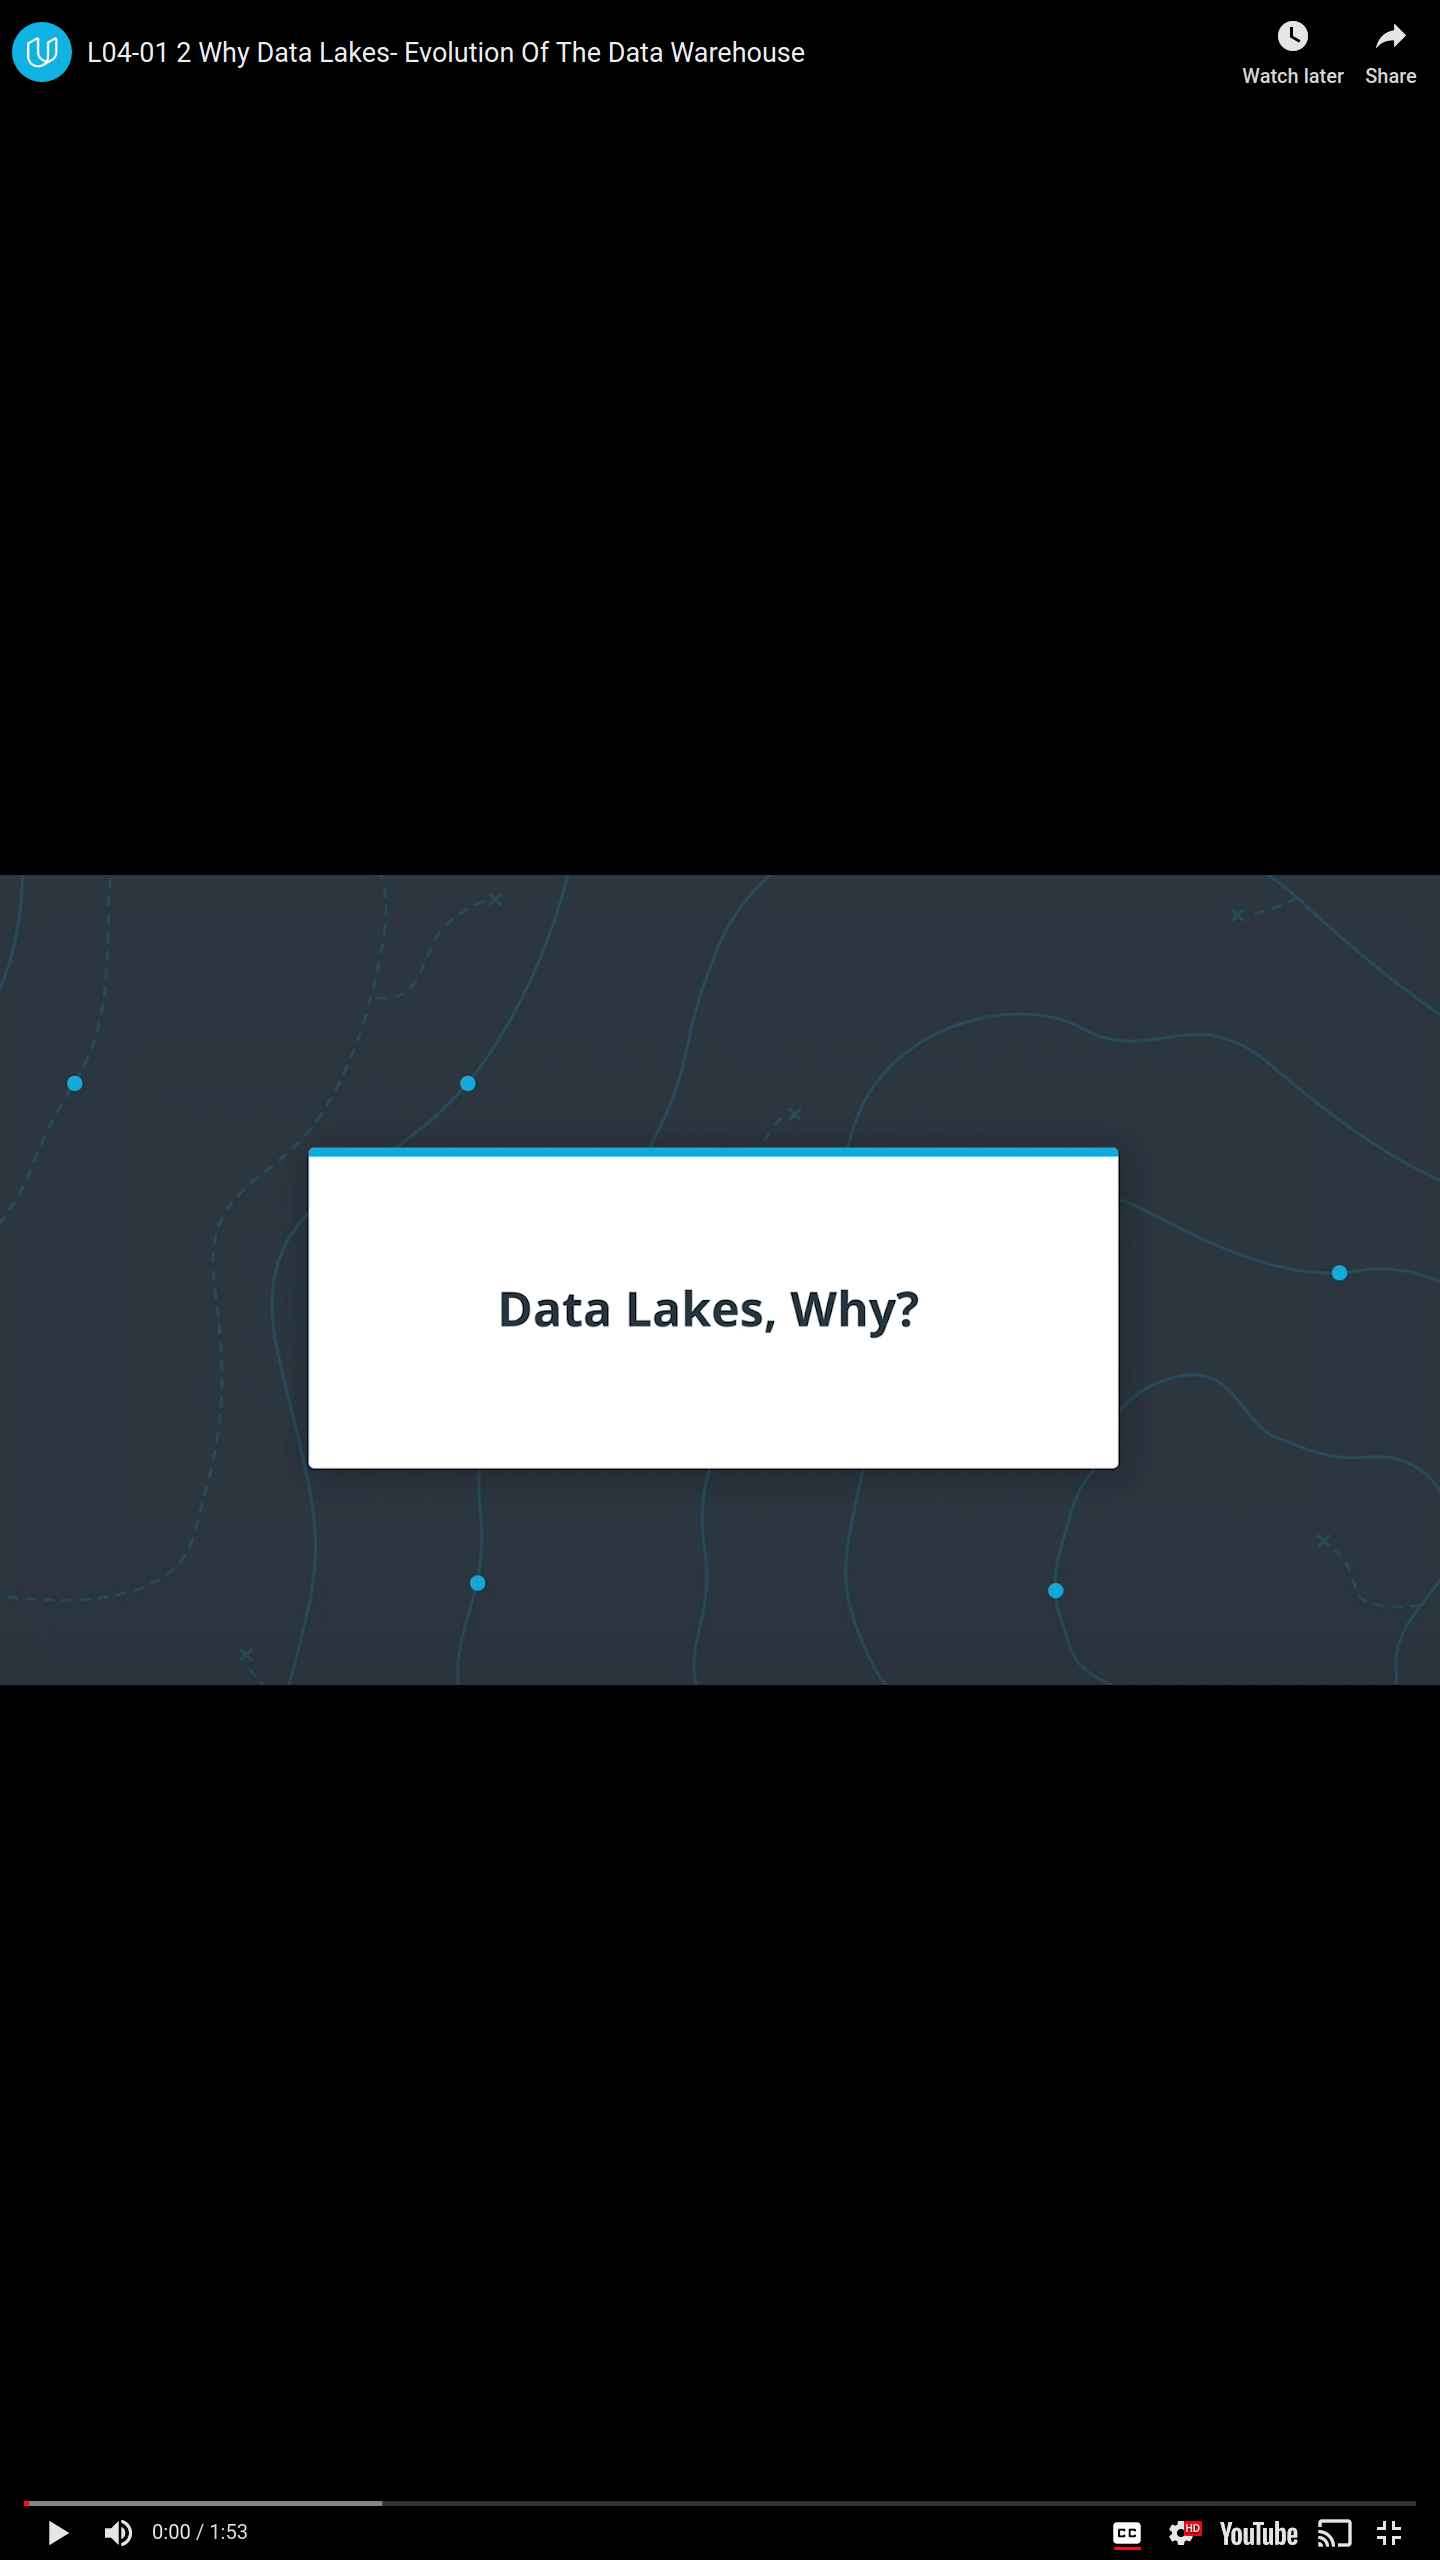 L04-01 2 Why Data Lakes- Evolution Of The Data Warehouse
Watch later
Share
Data Lakes, Why?
0:00 / 1:53
CC
HD
YouTube